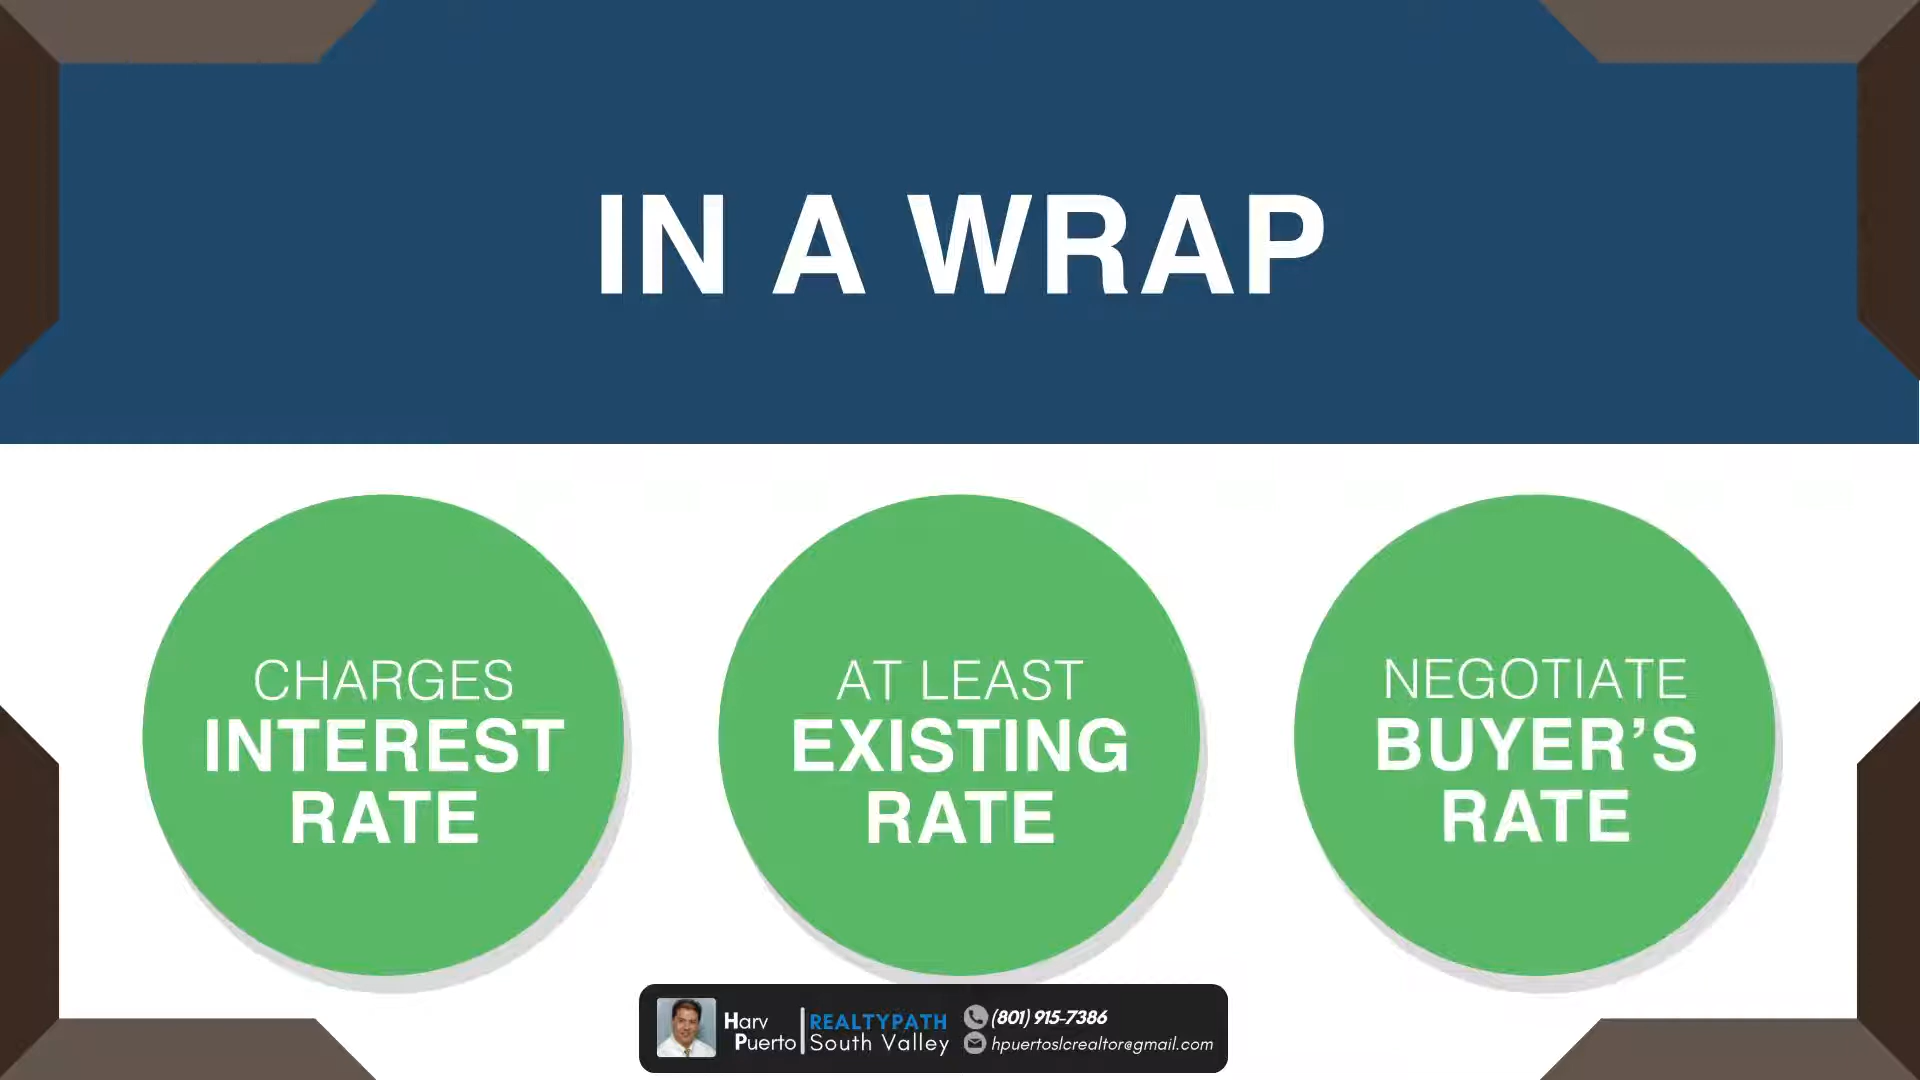 IN A WRAP
CHARGES
INTEREST
RATE
AT LEAST
EXISTING
RATE
NEGOTIATE
BUYER’S
RATE
Harv
Puerto
REALTYPATH
South Valley
(801) 915-7386
hpuertoslcrealtor@gmail.com